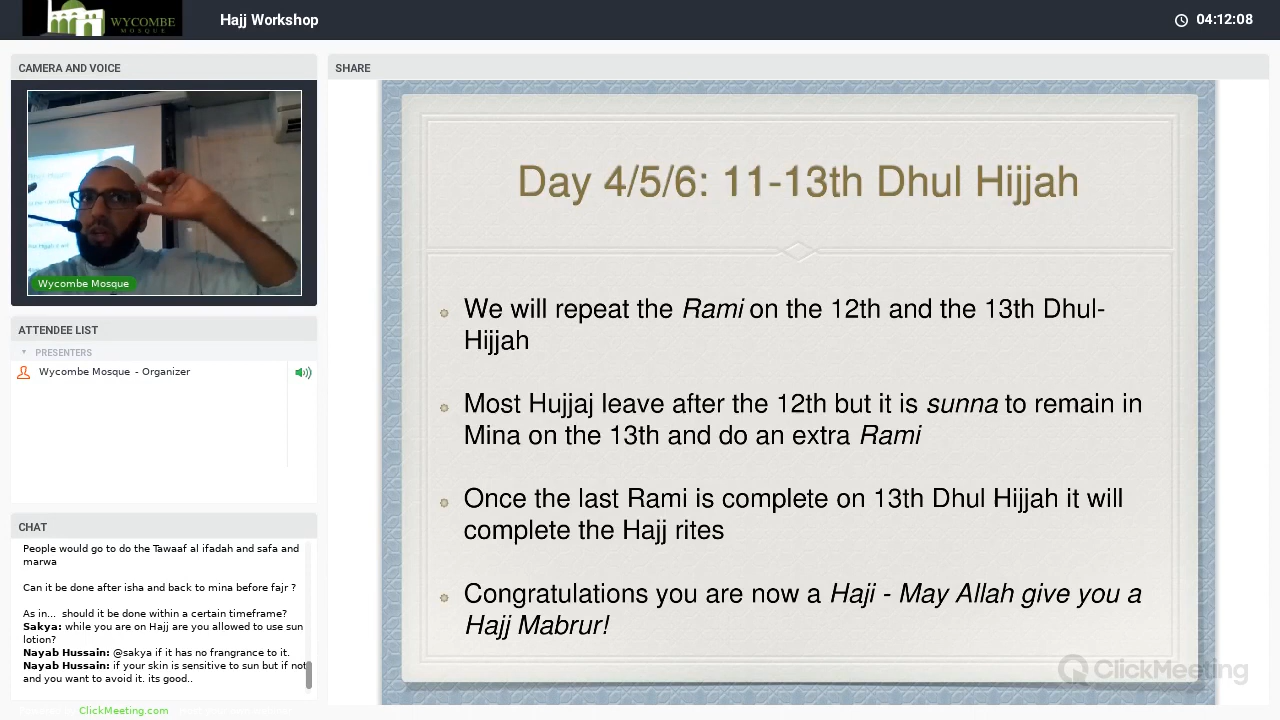 WYCOMBE
MOSQUE
Hajj Workshop
04:12:08
CAMERA AND VOICE
Wycombe Mosque
ATTENDEE LIST
PRESENTERS
Wycombe Mosque - Organizer
CHAT
People would go to do the Tawaaf al ifadah and safa and
marwa
Can it be done after isha and back to mina before fajr ?
As in... should it be done within a certain timeframe?
Sakya: while you are on Hajj are you allowed to use sun
lotion?
Nayab Hussain: @sakya if it has no frangrance to it.
Nayab Hussain: if your skin is sensitive to sun but if not
and you want to avoid it. its good..
ClickMeeting.com
SHARE
Day 4/5/6: 11-13th Dhul Hijjah
We will repeat the Rami on the 12th and the 13th Dhul-
Hijjah
Most Hujjaj leave after the 12th but it is sunna to remain in
Mina on the 13th and do an extra Rami
Once the last Rami is complete on 13th Dhul Hijjah it will
complete the Hajj rites
Congratulations you are now a Haji - May Allah give you a
Hajj Mabrur!
ClickMeeting